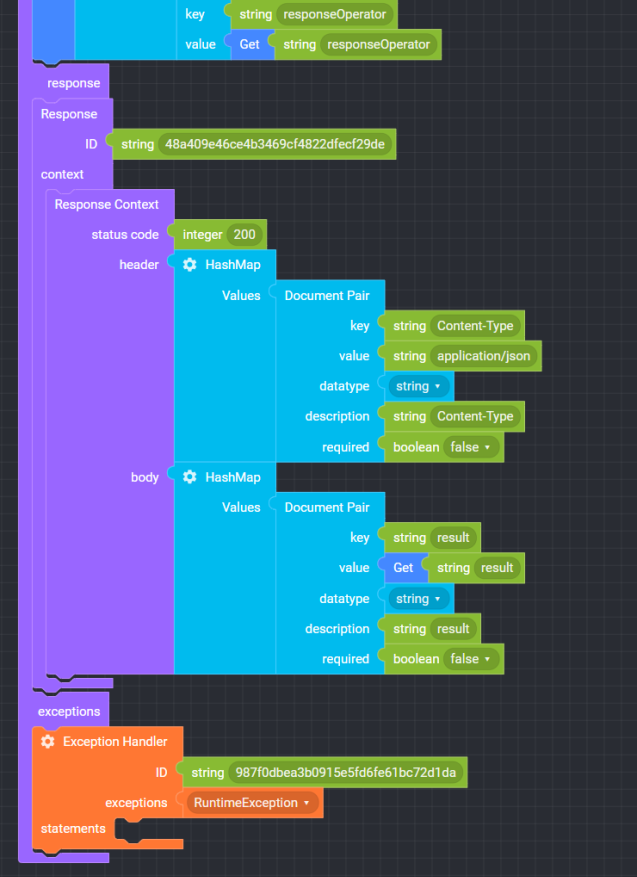 key string responseOperator
value Get string responseOperator
response
Response
ID string 48a409e46ce4b3469cf4822dfecf29de
context
Response Context
status code integer 200
header HashMap
Values Document Pair
key string Content-Type
value string application/json
datatype string
description string Content-Type
required boolean false
body HashMap
Values Document Pair
key string result
value Get string result
datatype string
description string result
required boolean false
exceptions
Exception Handler
ID string 987f0dbea3b0915e5fd6fe61bc72d1da
exceptions RuntimeException
statements